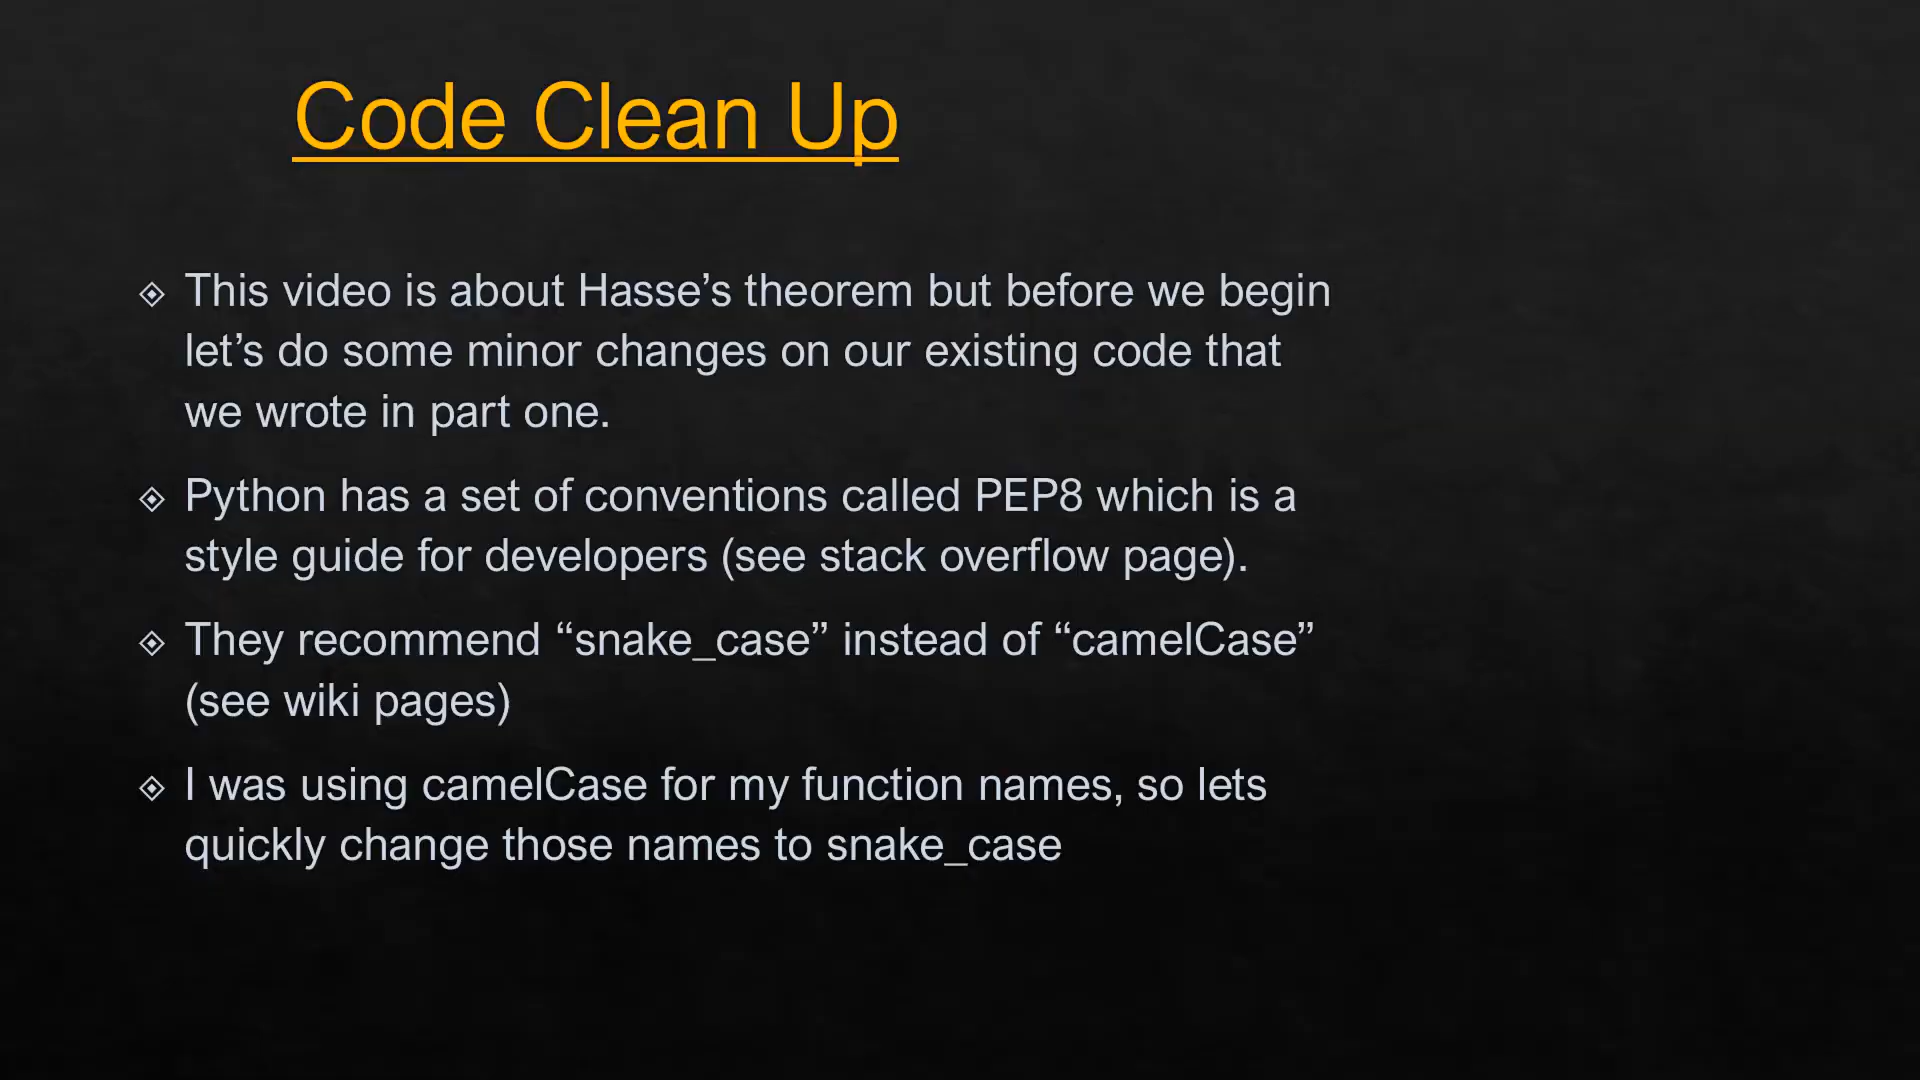 Code Clean Up
This video is about Hasse’s theorem but before we begin
let’s do some minor changes on our existing code that
we wrote in part one.
Python has a set of conventions called PEP8 which is a
style guide for developers (see stack overflow page).
They recommend “snake_case” instead of “camelCase”
(see wiki pages)
I was using camelCase for my function names, so lets
quickly change those names to snake_case